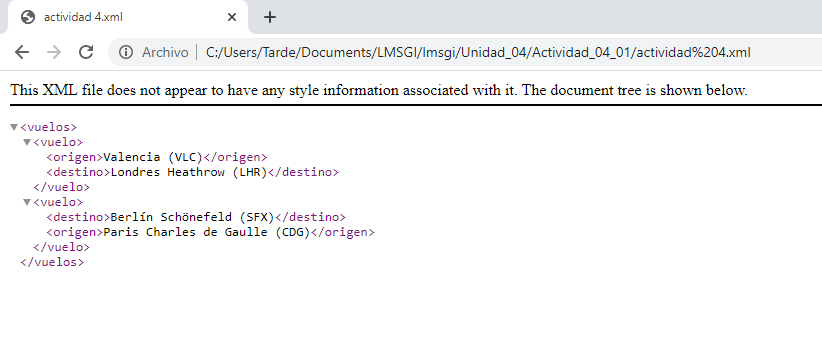 actividad 4.xml
Archivo | C:/Users/Tarde/Documents/LMSGI/lmsgi/Unidad_04/Actividad_04_01/actividad%204.xml
This XML file does not appear to have any style information associated with it. The document tree is shown below.
<vuelos>
<vuelo>
<origen>Valencia (VLC)</origen>
<destino>Londres Heathrow (LHR)</destino>
</vuelo>
<vuelo>
<destino>Berlín Schönefeld (SFX)</destino>
<origen>Paris Charles de Gaulle (CDG)</origen>
</vuelo>
</vuelos>